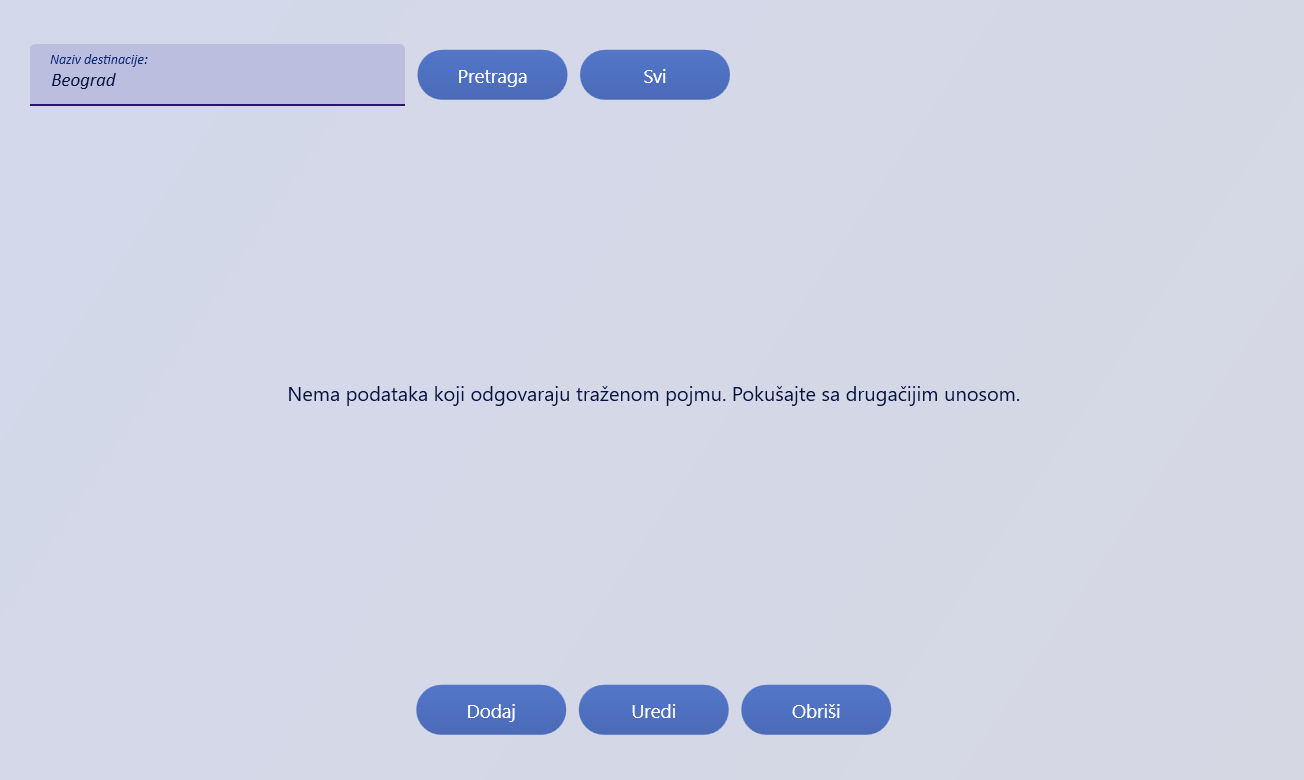 Naziv destinacije:
Beograd
Pretraga
Svi
Nema podataka koji odgovaraju traženom pojmu. Pokušajte sa drugačijim unosom.
Dodaj
Uredi
Obriši